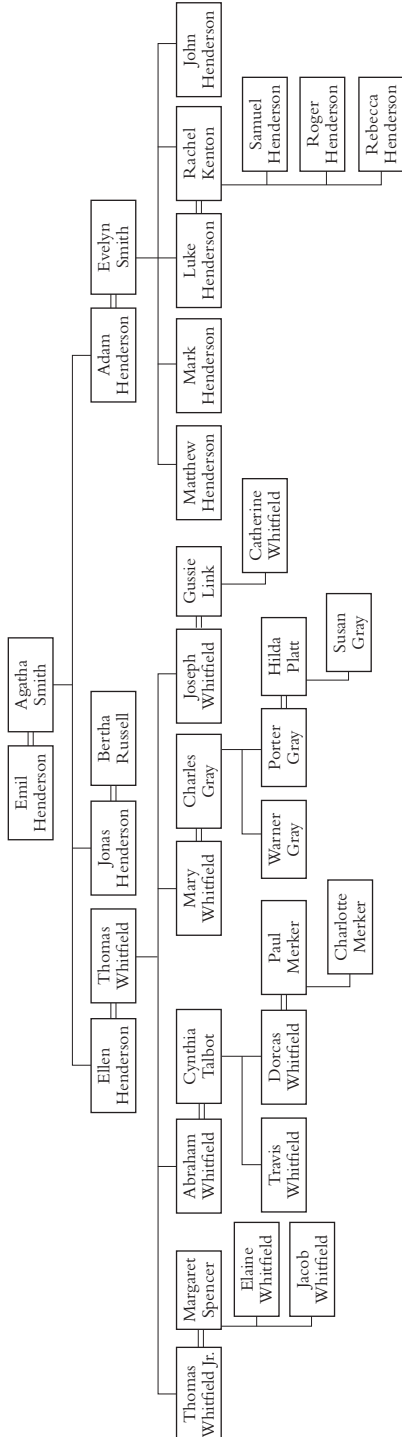 Emil
Henderson
Agatha
Smith
Ellen
Henderson
Thomas
Whitfield
Jonas
Henderson
Bertha
Russell
Adam
Henderson
Evelyn
Smith
Thomas
Whitfield Jr.
Margaret
Spencer
Abraham
Whitfield
Cynthia
Talbot
Mary
Whitfield
Charles
Gray
Joseph
Whitfield
Gussie
Link
Matthew
Henderson
Mark
Henderson
Luke
Henderson
Rachel
Kenton
John
Henderson
Elaine
Whitfield
Jacob
Whitfield
Travis
Whitfield
Dorcas
Whitfield
Paul
Merker
Charlotte
Merker
Warner
Gray
Porter
Gray
Hilda
Platt
Susan
Gray
Catherine
Whitfield
Samuel
Henderson
Roger
Henderson
Rebecca
Henderson